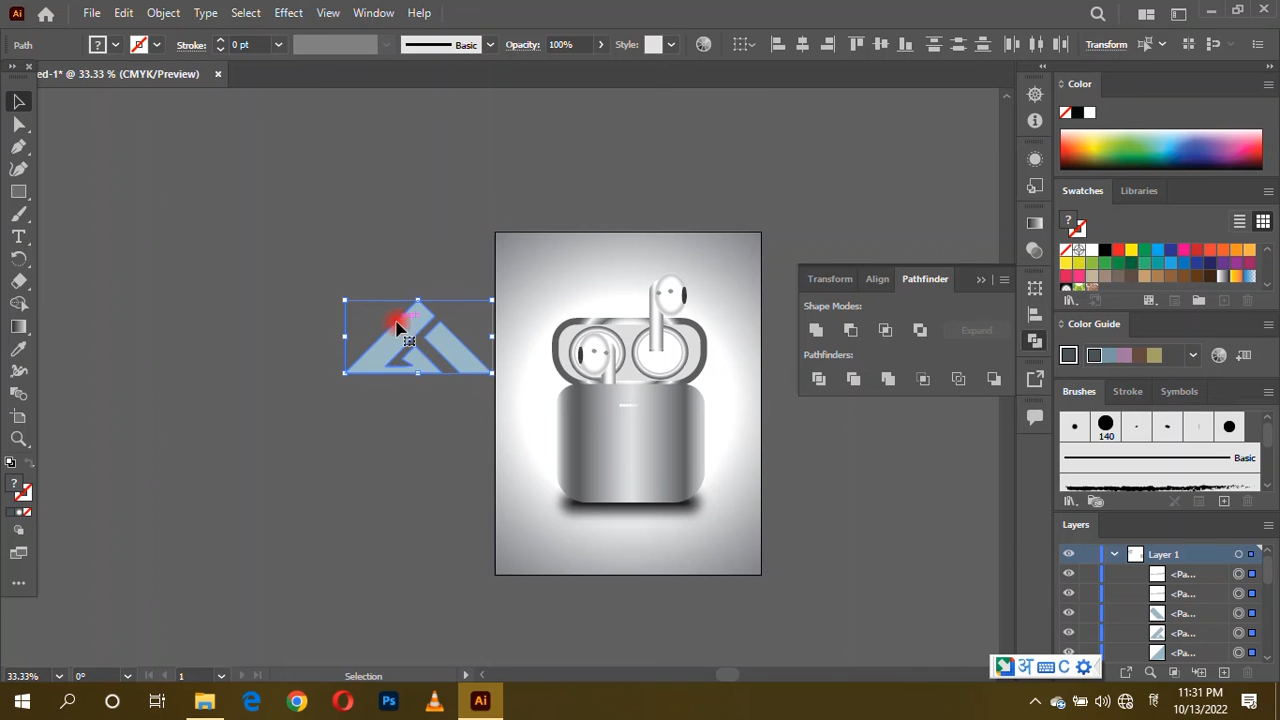 Ai File Edit Object Type Select Effect View Window Help
Path ? Stroke: 0 pt Basic Opacity: 100% Style: Transform
ed-1* @ 33.33 % (CMYK/Preview) ×
Color
Swatches Libraries
?
Transform Align Pathfinder
Shape Modes:
Expand
Pathfinders:
Color Guide
Brushes Stroke Symbols
140
Basic
T
?
Layers
Layer 1
<Pa...
<Pa...
<Pa...
<Pa...
<Pa...
33.33% 0° 1 Selection
अ C
Ps Ai
11:31 PM
10/13/2022